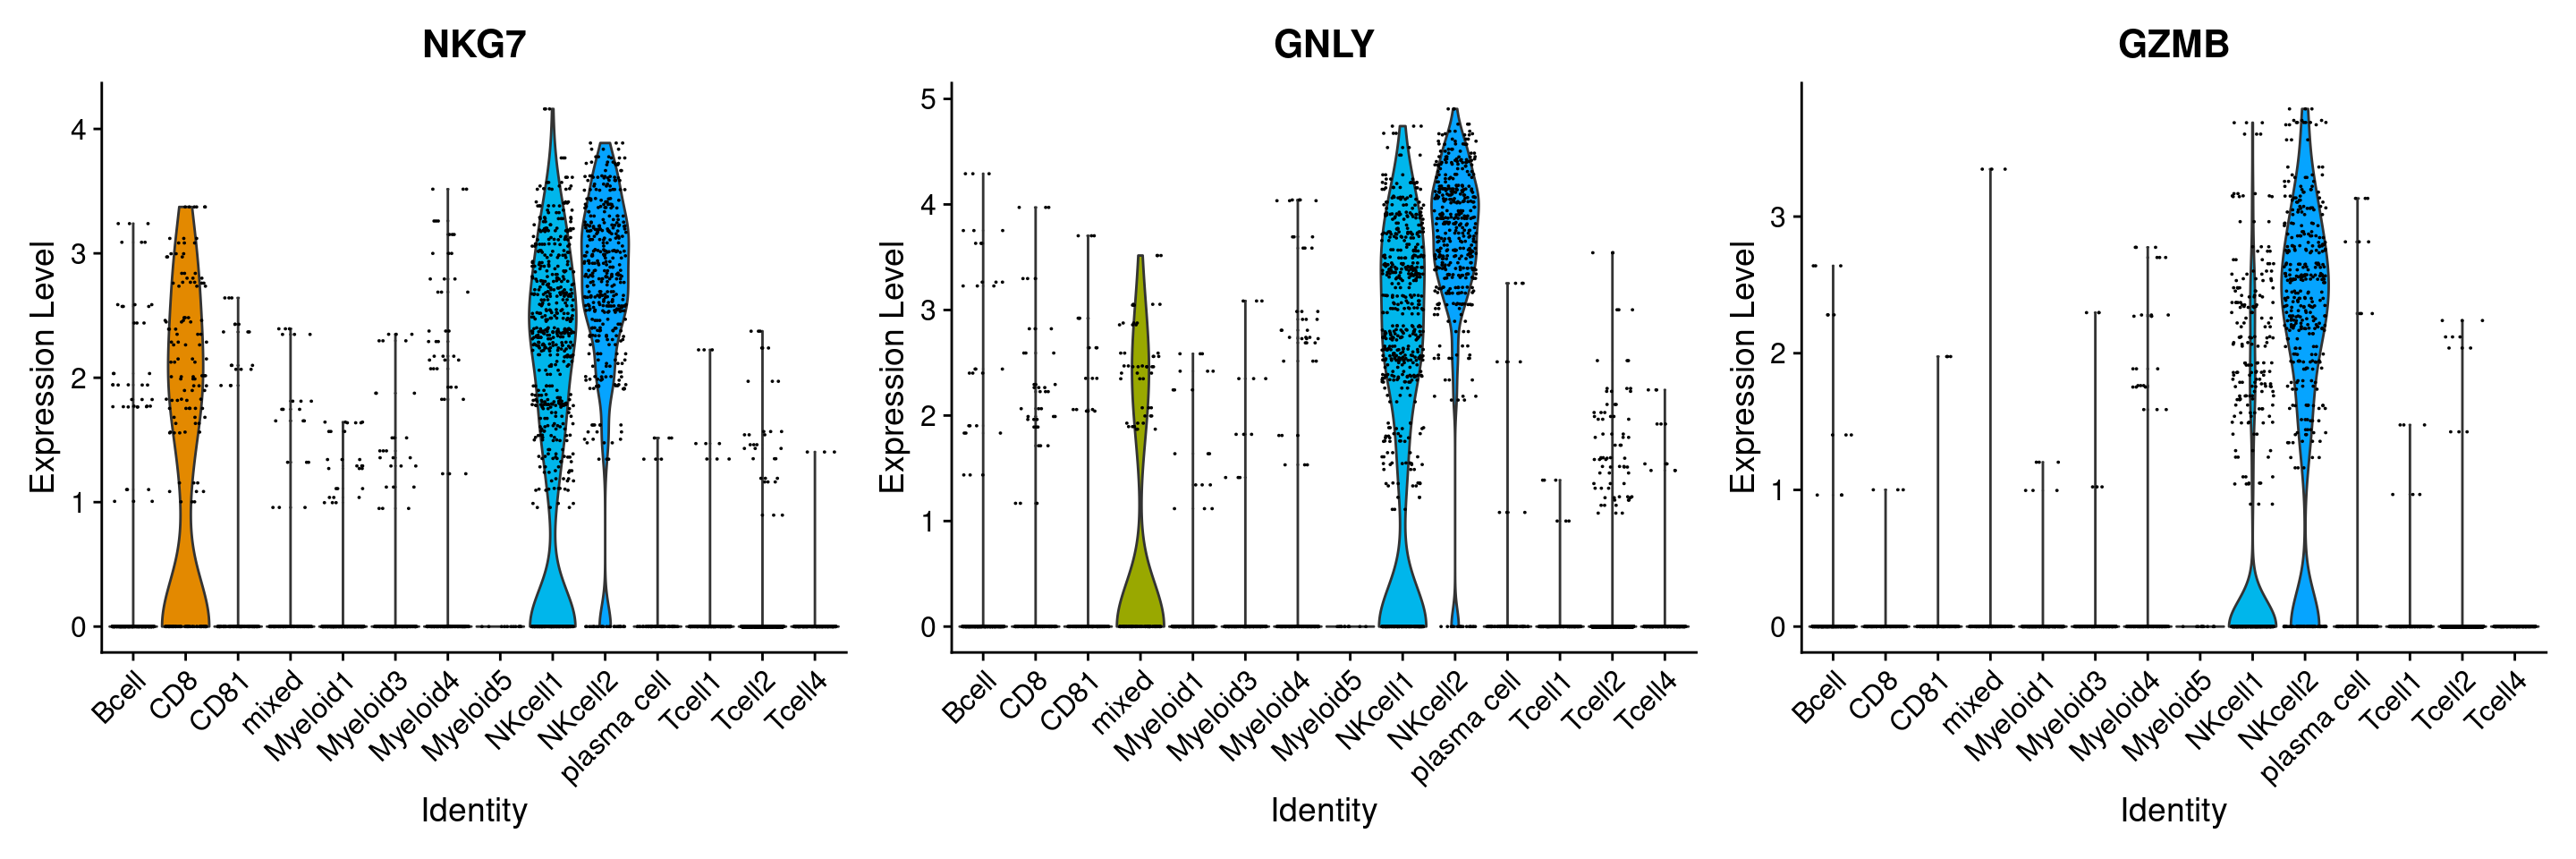 NKG7
GNLY
GZMB
Expression Level
4
3
2
1
0
Bcell
CD8
CD81
mixed
Myeloid1
Myeloid3
Myeloid4
Myeloid5
NKcell1
NKcell2
plasma cell
Tcell1
Tcell2
Tcell4
Identity
Expression Level
5
4
3
2
1
0
Bcell
CD8
CD81
mixed
Myeloid1
Myeloid3
Myeloid4
Myeloid5
NKcell1
NKcell2
plasma cell
Tcell1
Tcell2
Tcell4
Identity
Expression Level
3
2
1
0
Bcell
CD8
CD81
mixed
Myeloid1
Myeloid3
Myeloid4
Myeloid5
NKcell1
NKcell2
plasma cell
Tcell1
Tcell2
Tcell4
Identity